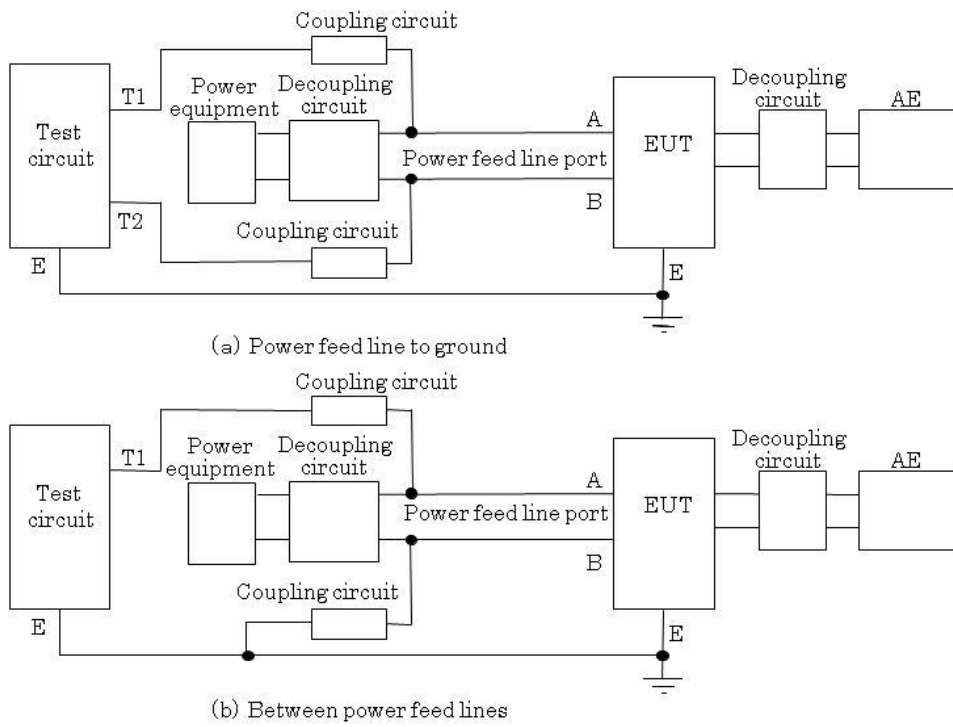 Coupling circuit
Decoupling
circuit
AE
T1
Power
equipment
Decoupling
circuit
A
Test
circuit
EUT
Power feed line port
B
T2
Coupling circuit
E
E
(a) Power feed line to ground
Coupling circuit
Decoupling
circuit
AE
T1
Power
equipment
Decoupling
circuit
A
Test
circuit
EUT
Power feed line port
B
Coupling circuit
E
E
(b) Between power feed lines